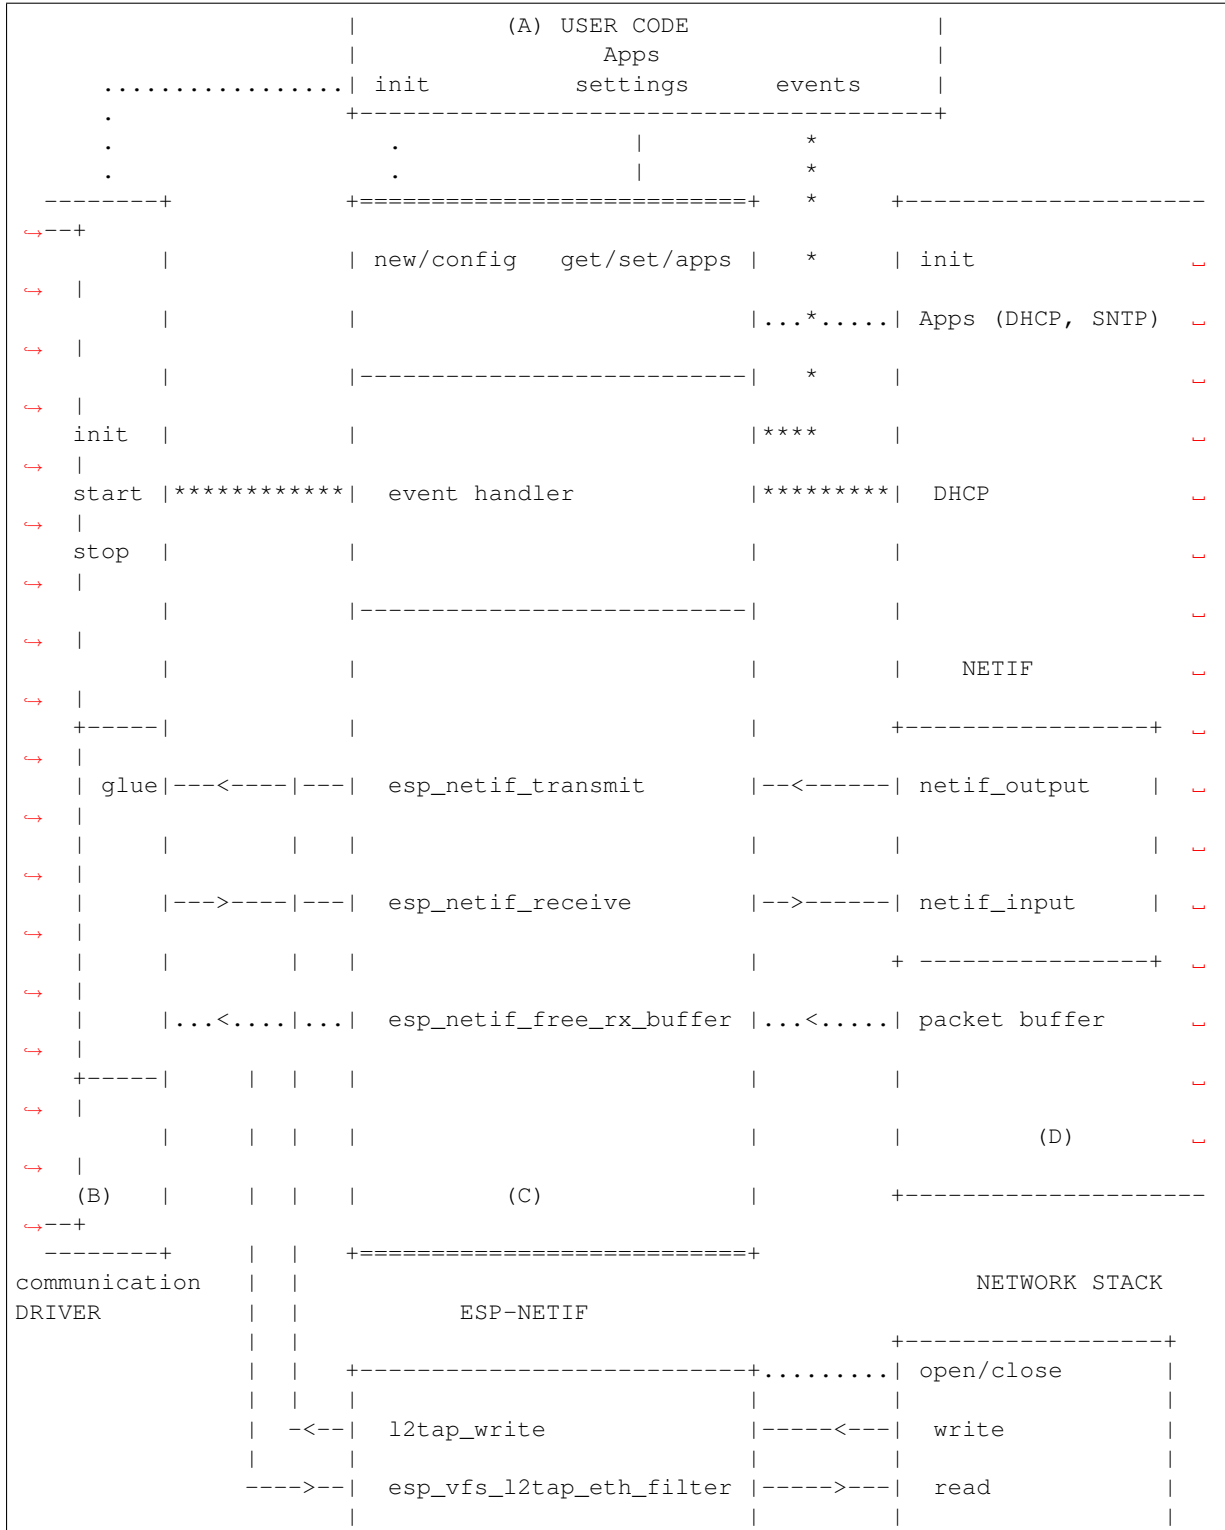 |          (A) USER CODE                 |
|                 Apps                   |
.................| init          settings      events     |
.                +----------------------------------------+
.                   .                |           *
.                   .                |           *
--------+             +===========================+   *     +---------------------
↪--+
|             | new/config   get/set/apps |   *     | init               ␣
↪  |
|             |                           |...*.....| Apps (DHCP, SNTP)  ␣
↪  |
|             |---------------------------|   *     |                    ␣
↪  |
init  |             |                           |****     |                    ␣
↪  |
start |************|  event handler            |*********|  DHCP              ␣
↪  |
stop  |             |                           |         |                    ␣
↪  |
|             |---------------------------|         |                    ␣
↪  |
|             |                           |         |    NETIF           ␣
↪  |
+-----|             |                           |         +-----------------+  ␣
↪  |
| glue|---<----|---|  esp_netif_transmit       |--<------| netif_output    |  ␣
↪  |
|     |        |   |                           |         |                 |  ␣
↪  |
|     |--->----|---|  esp_netif_receive        |-->------| netif_input     |  ␣
↪  |
|     |        |   |                           |         + ----------------+  ␣
↪  |
|     |...<....|...|  esp_netif_free_rx_buffer |...<.....| packet buffer      ␣
↪  |
+-----|     |  |   |                           |         |                    ␣
↪  |
|     |  |   |                           |         |         (D)        ␣
↪  |
(B)   |     |  |   |          (C)              |         +---------------------
↪--+
--------+     |  |   +===========================+
communication   |  |                                               NETWORK STACK
DRIVER          |  |           ESP-NETIF
|  |                                         +------------------+
|  |   +---------------------------+.........| open/close       |
|  |   |                           |         |                  |
|  -<--|  l2tap_write              |-----<---|  write           |
|      |                           |         |                  |
---->--|  esp_vfs_l2tap_eth_filter |----->---|  read            |
|                           |         |                  |